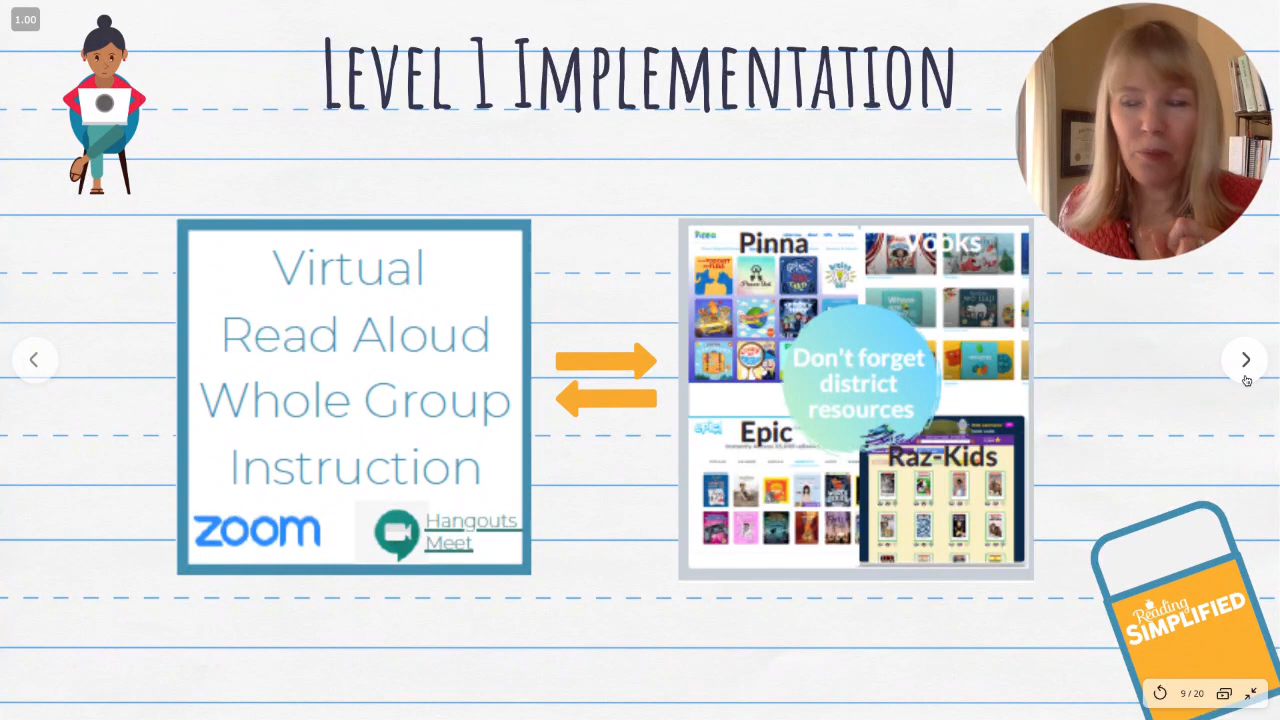 1.00
Level 1 Implementation
Virtual
Read Aloud
Whole Group
Instruction
zoom
Hangouts
Meet
Pinna
Vooks
Don't forget
district
resources
Epic
Raz-Kids
Reading
SIMPLIFIED
9 / 20